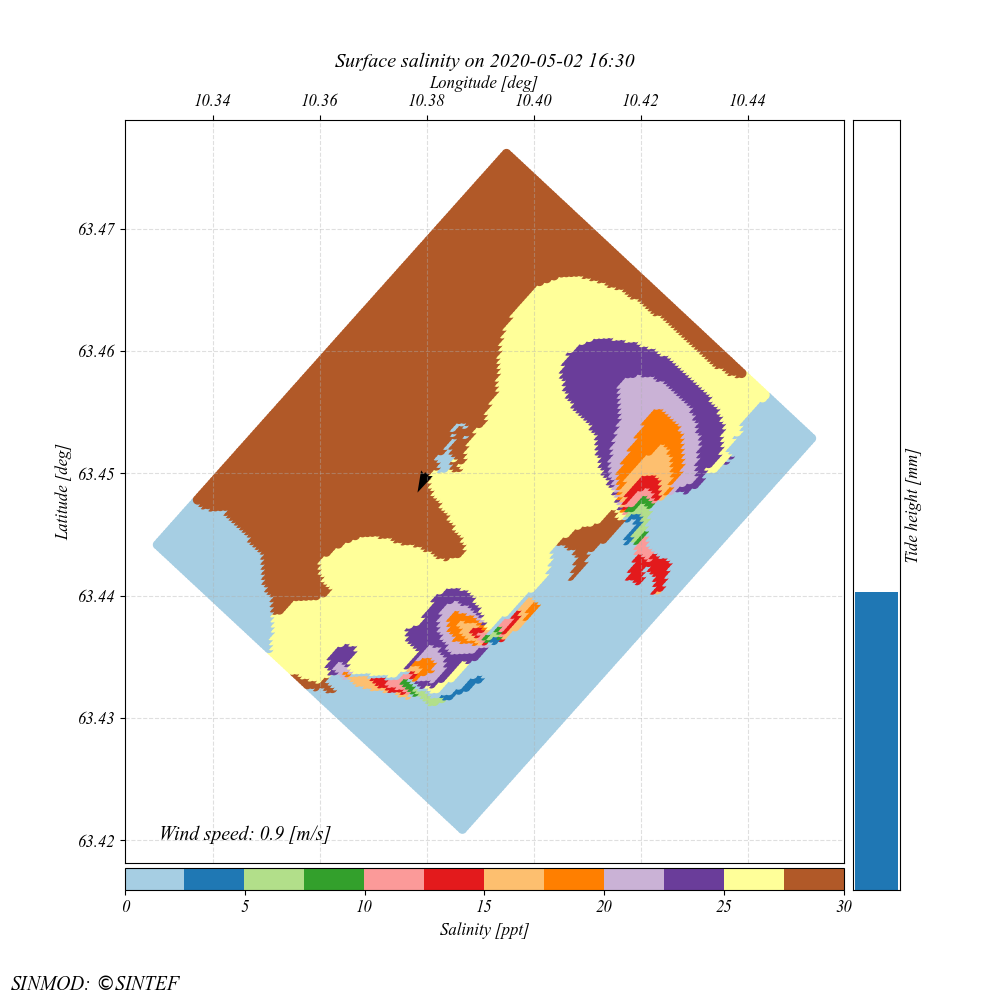 Surface salinity on 2020-05-02 16:30
Longitude [deg]
10.34 10.36 10.38 10.40 10.42 10.44
63.47
63.46
63.45
63.44
63.43
63.42
Latitude [deg]
Tide height [mm]
Wind speed: 0.9 [m/s]
0 5 10 15 20 25 30
Salinity [ppt]
SINMOD: ©SINTEF